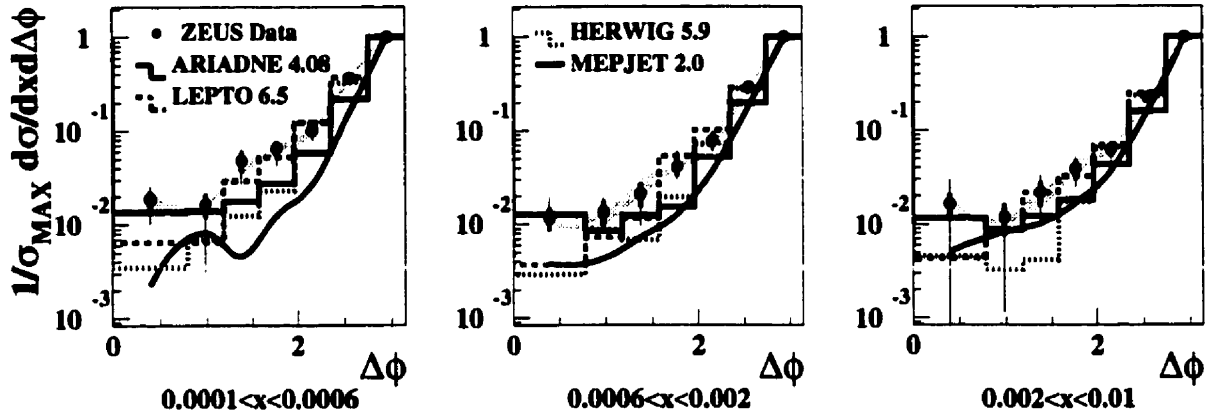 1/σMAX dσ/dxdΔϕ
1
10 -1
10 -2
10 -3
ZEUS Data
ARIADNE 4.08
LEPTO 6.5
0 2
Δϕ
0.0001<x<0.0006
1
10 -1
10 -2
10 -3
HERWIG 5.9
MEPJET 2.0
0 2
Δϕ
0.0006<x<0.002
1
10 -1
10 -2
10 -3
0 2
Δϕ
0.002<x<0.01